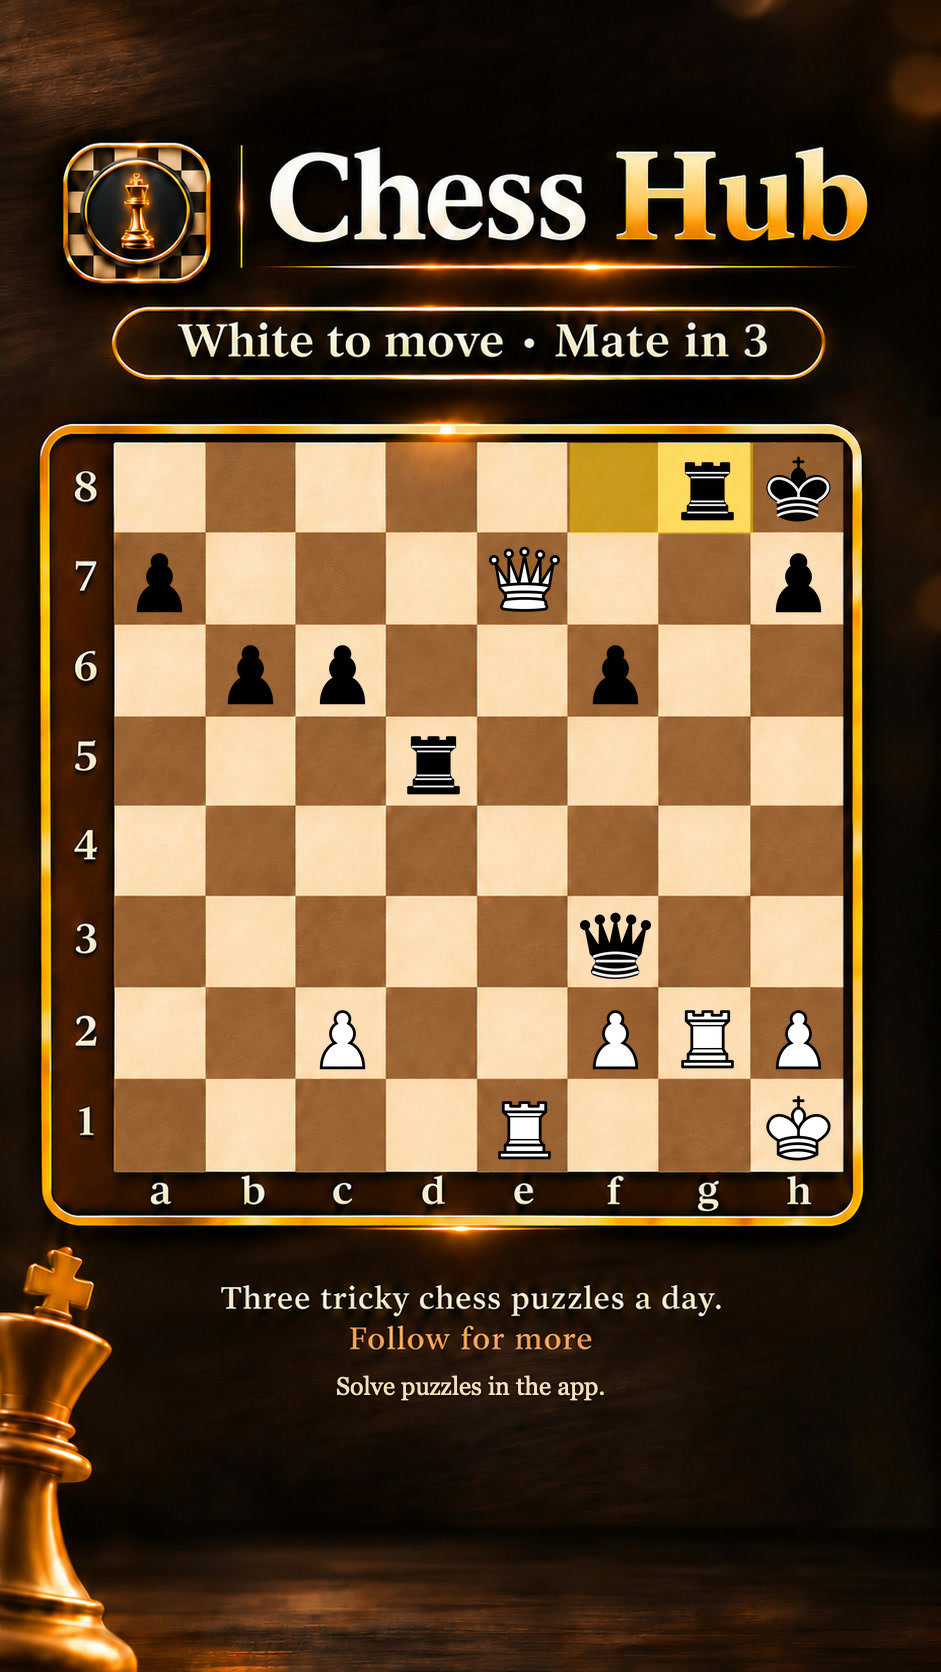 Chess Hub
White to move • Mate in 3
8
7
6
5
4
3
2
1
a b c d e f g h
Three tricky chess puzzles a day.
Follow for more
Solve puzzles in the app.